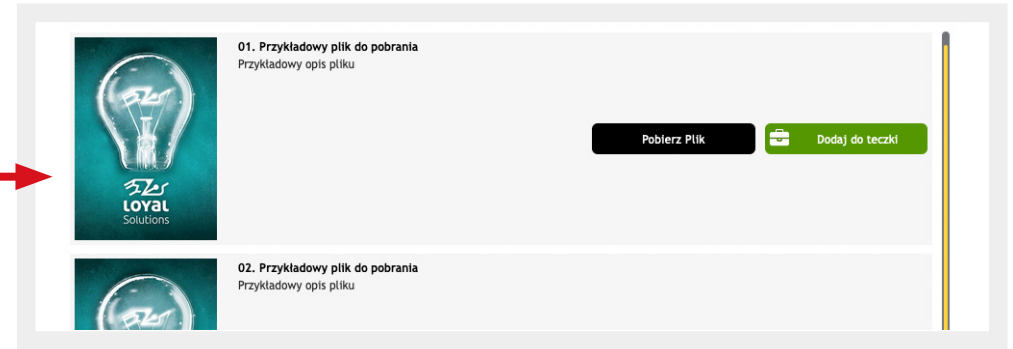 01. Przykładowy plik do pobrania
Przykładowy opis pliku
Pobierz Plik
Dodaj do teczki
LOYAL
Solutions
02. Przykładowy plik do pobrania
Przykładowy opis pliku